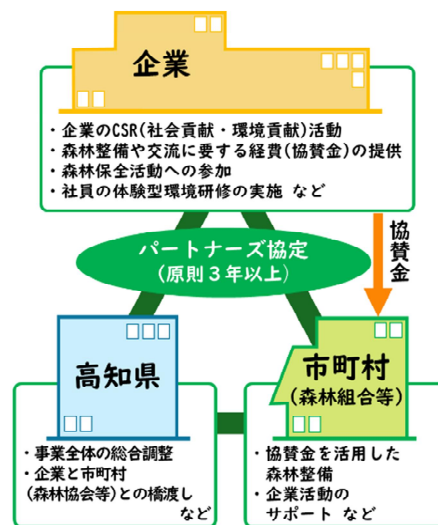 企業
・企業のCSR(社会貢献・環境貢献)活動
・森林整備や交流に要する経費(協賛金)の提供
・森林保全活動への参加
・社員の体験型環境研修の実施 など
パートナーズ協定
(原則3年以上)
協賛金
高知県
・事業全体の総合調整
・企業と市町村
(森林協会等)との橋渡し
など
市町村
(森林組合等)
・協賛金を活用した
森林整備
・企業活動の
サポート など